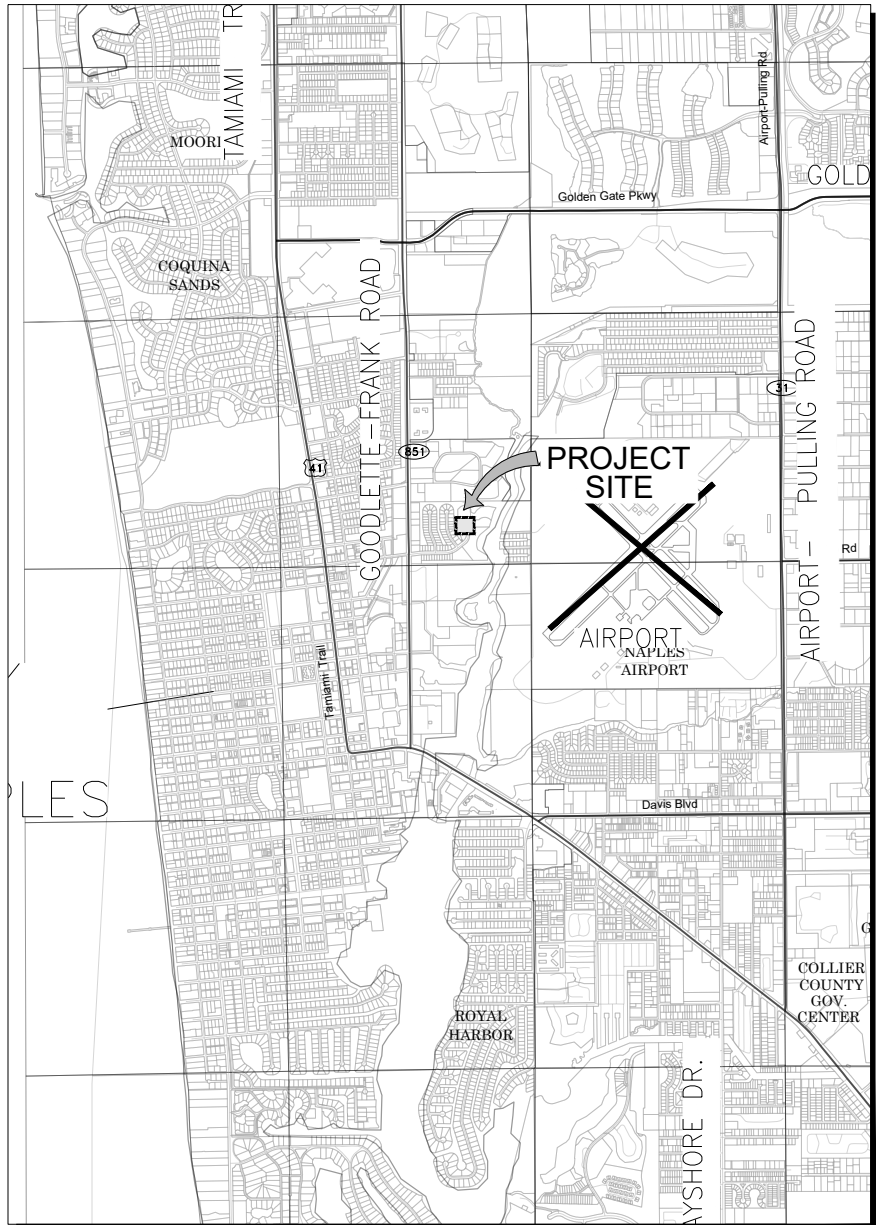 TAMIAMI TR
MOORI
Airport-Pulling Rd
GOLD
Golden Gate Pkwy
COQUINA
SANDS
GOODLETTE-FRANK ROAD
AIRPORT- PULLING ROAD
31
851
41
PROJECT
SITE
Rd
AIRPORT
NAPLES
AIRPORT
Tamiami Trail
LES
Davis Blvd
G
COLLIER
COUNTY
GOV.
CENTER
ROYAL
HARBOR
AYSHORE DR.